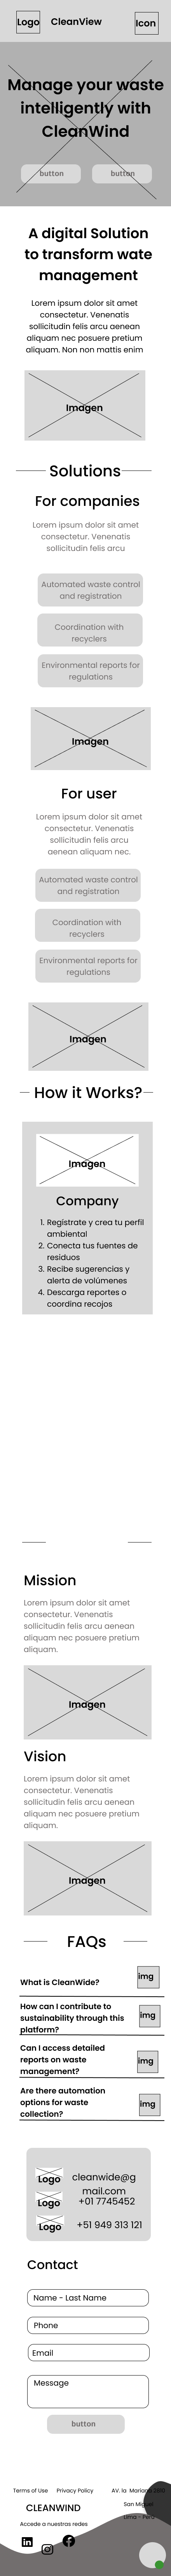 Logo CleanView Icon
Manage your waste
intelligently with
CleanWind
button button
A digital Solution
to transform wate
management
Lorem ipsum dolor sit amet
consectetur. Venenatis
sollicitudin felis arcu aenean
aliquam nec posuere pretium
aliquam. Non non mattis enim
Imagen
Solutions
For companies
Lorem ipsum dolor sit amet
consectetur. Venenatis
sollicitudin felis arcu
Automated waste control
and registration
Coordination with
recyclers
Environmental reports for
regulations
Imagen
For user
Lorem ipsum dolor sit amet
consectetur. Venenatis
sollicitudin felis arcu
aenean aliquam nec.
Automated waste control
and registration
Coordination with
recyclers
Environmental reports for
regulations
Imagen
How it Works?
Imagen
Company
1. Regístrate y crea tu perfil
ambiental
2. Conecta tus fuentes de
residuos
3. Recibe sugerencias y
alerta de volúmenes
4. Descarga reportes o
coordina recojos
Mission
Lorem ipsum dolor sit amet
consectetur. Venenatis
sollicitudin felis arcu aenean
aliquam nec posuere pretium
aliquam.
Imagen
Vision
Lorem ipsum dolor sit amet
consectetur. Venenatis
sollicitudin felis arcu aenean
aliquam nec posuere pretium
aliquam.
Imagen
FAQs
What is CleanWide? img
How can I contribute to
sustainability through this
platform?
img
Can I access detailed
reports on waste
management?
img
Are there automation
options for waste
collection?
img
Logo cleanwide@g
mail.com
Logo +01 7745452
Logo +51 949 313 121
Contact
Name - Last Name
Phone
Email
Message
button
Terms of Use Privacy Policy AV. la
San Miguel
Lima - Perú
CLEANWIND
Accede a nuestras redes